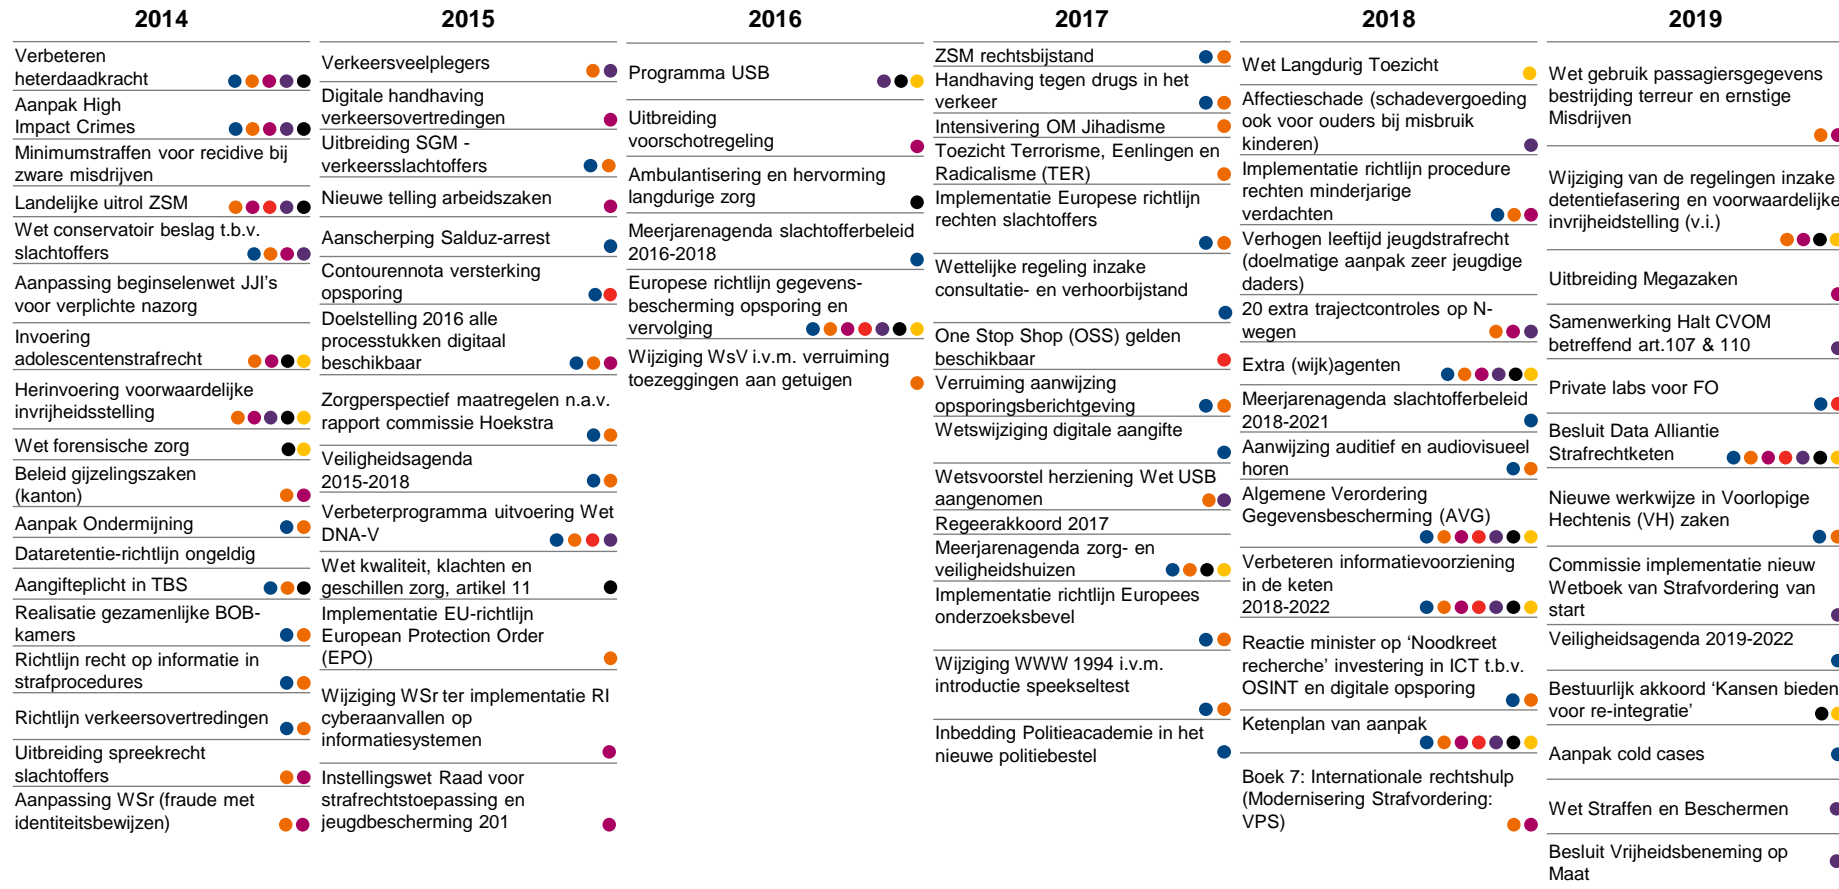 2014
Verbeteren
heterdaadkracht
Aanpak High
Impact Crimes
Minimumstraffen voor recidive bij
zware misdrijven
Landelijke uitrol ZSM
Wet conservatoir beslag t.b.v.
slachtoffers
Aanpassing beginselenwet JJI's
voor verplichte nazorg
Invoering
adolescentenstrafrecht
Herinvoering voorwaardelijke
invrijheidsstelling
Wet forensische zorg
Beleid gijzelingszaken
(kanton)
Aanpak Ondermijning
Dataretentie-richtlijn ongeldig
Aangifteplicht in TBS
Realisatie gezamenlijke BOB-
kamers
Richtlijn recht op informatie in
strafprocedures
Richtlijn verkeersovertredingen
Uitbreiding spreekrecht
slachtoffers
Aanpassing WSr (fraude met
identiteitsbewijzen)
2015
Verkeersveelplegers
Digitale handhaving
verkeersovertredingen
Uitbreiding SGM -
verkeersslachtoffers
Nieuwe telling arbeidszaken
Aanscherping Salduz-arrest
Contourennota versterking
opsporing
Doelstelling 2016 alle
processtukken digitaal
beschikbaar
Zorgperspectief maatregelen n.a.v.
rapport commissie Hoekstra
Veiligheidsagenda
2015-2018
Verbeterprogramma uitvoering Wet
DNA-V
Wet kwaliteit, klachten en
geschillen zorg, artikel 11
Implementatie EU-richtlijn
European Protection Order
(EPO)
Wijziging WSr ter implementatie RI
cyberaanvallen op
informatiesystemen
Instellingswet Raad voor
strafrechtstoepassing en
jeugdbescherming 201
2016
Programma USB
Uitbreiding
voorschotregeling
Ambulantisering en hervorming
langdurige zorg
Meerjarenagenda slachtofferbeleid
2016-2018
Europese richtlijn gegevens-
bescherming opsporing en
vervolging
Wijziging WsV i.v.m. verruiming
toezeggingen aan getuigen
2017
ZSM rechtsbijstand
Handhaving tegen drugs in het
verkeer
Intensivering OM Jihadisme
Toezicht Terrorisme, Eenlingen en
Radicalisme (TER)
Implementatie Europese richtlijn
rechten slachtoffers
Wettelijke regeling inzake
consultatie- en verhoorbijstand
One Stop Shop (OSS) gelden
beschikbaar
Verruiming aanwijzing
opsporingsberichtgeving
Wetswijziging digitale aangifte
Wetsvoorstel herziening Wet USB
aangenomen
Regeerakkoord 2017
Meerjarenagenda zorg- en
veiligheidshuizen
Implementatie richtlijn Europees
onderzoeksbevel
Wijziging WWW 1994 i.v.m.
introductie speekseltest
Inbedding Politieacademie in het
nieuwe politiebestel
2018
Wet Langdurig Toezicht
Affectieschade (schadevergoeding
ook voor ouders bij misbruik
kinderen)
Implementatie richtlijn procedure
rechten minderjarige
verdachten
Verhogen leeftijd jeugdstrafrecht
(doelmatige aanpak zeer jeugdige
daders)
20 extra trajectcontroles op N-
wegen
Extra (wijk)agenten
Meerjarenagenda slachtofferbeleid
2018-2021
Aanwijzing auditief en audiovisueel
horen
Algemene Verordering
Gegevensbescherming (AVG)
Verbeteren informatievoorziening
in de keten
2018-2022
Reactie minister op ‘Noodkreet
recherche’ investering in ICT t.b.v.
OSINT en digitale opsporing
Ketenplan van aanpak
Boek 7: Internationale rechtshulp
(Modernisering Strafvordering:
VPS)
2019
Wet gebruik passagiersgegevens
bestrijding terreur en ernstige
Misdrijven
Wijziging van de regelingen inzake
detentiefasering en voorwaardelijke
invrijheidstelling (v.i.)
Uitbreiding Megazaken
Samenwerking Halt CVOM
betreffend art.107 & 110
Private labs voor FO
Besluit Data Alliantie
Strafrechtketen
Nieuwe werkwijze in Voorlopige
Hechtenis (VH) zaken
Commissie implementatie nieuw
Wetboek van Strafvordering van
start
Veiligheidsagenda 2019-2022
Bestuurlijk akkoord ‘Kansen bieden
voor re-integratie’
Aanpak cold cases
Wet Straffen en Beschermen
Besluit Vrijheidsbeneming op
Maat